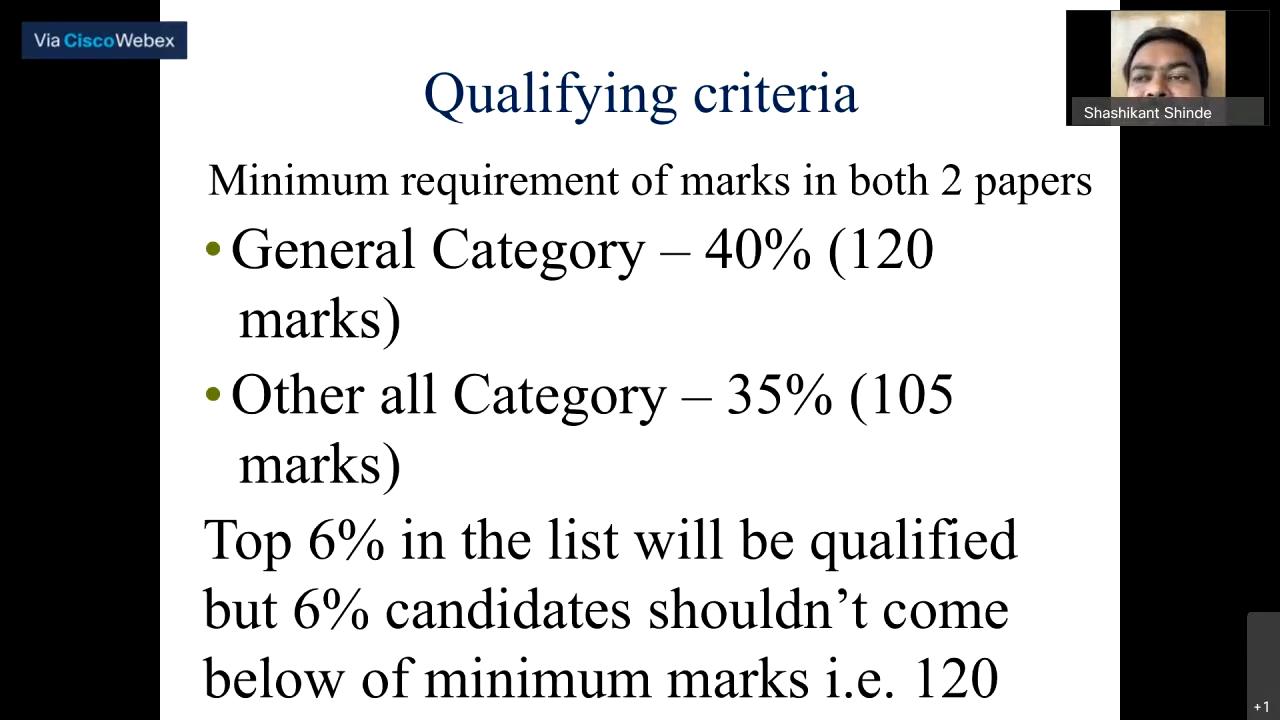 Via CiscoWebex
Shashikant Shinde
Qualifying criteria
Minimum requirement of marks in both 2 papers
• General Category – 40% (120
marks)
• Other all Category – 35% (105
marks)
Top 6% in the list will be qualified
but 6% candidates shouldn’t come
below of minimum marks i.e. 120
+1